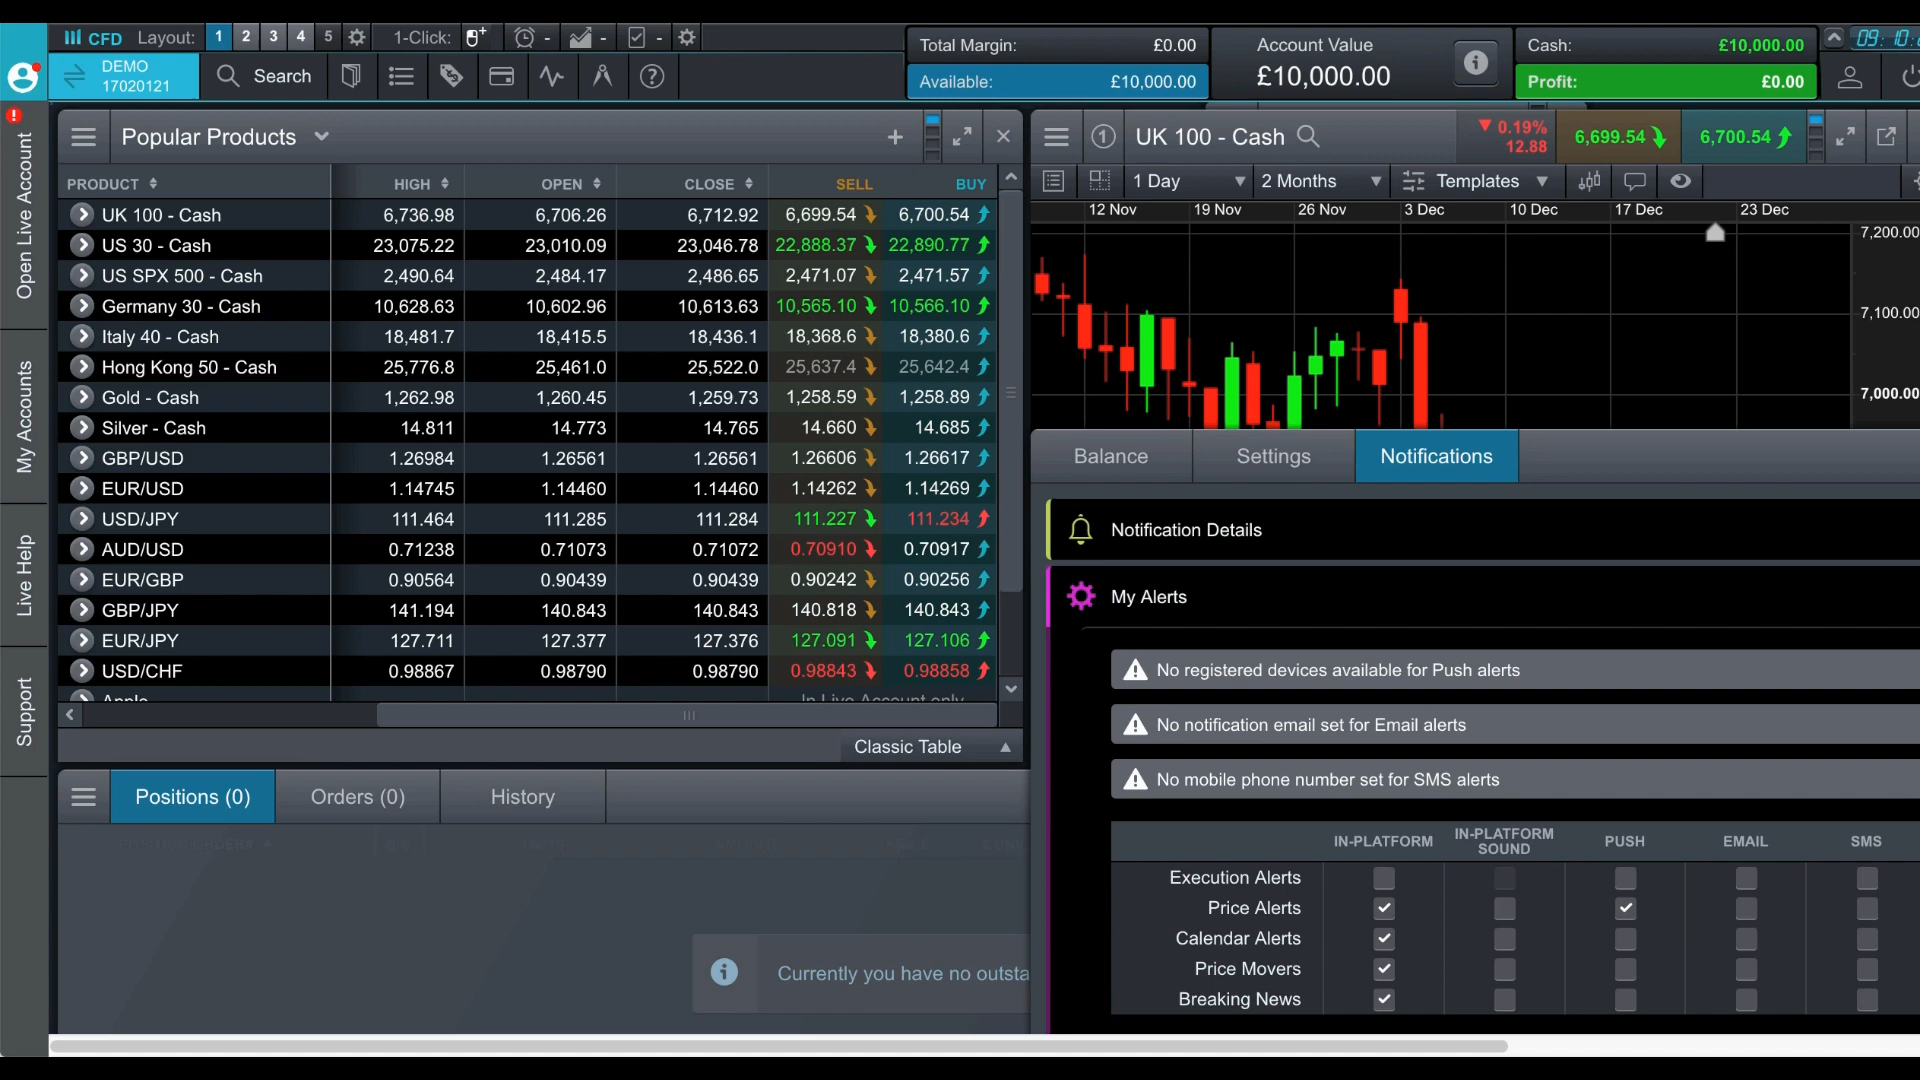 CFD Layout: 1 2 3 4 5 1-Click: - - -
Total Margin: £0.00
Account Value
Cash: £10,000.00
DEMO
17020121
Search
Available: £10,000.00
£10,000.00
Profit: £0.00
Open Live Account
My Accounts
Live Help
Support
Popular Products
PRODUCT HIGH OPEN CLOSE SELL BUY
UK 100 - Cash 6,736.98 6,706.26 6,712.92 6,699.54 6,700.54
US 30 - Cash 23,075.22 23,010.09 23,046.78 22,888.37 22,890.77
US SPX 500 - Cash 2,490.64 2,484.17 2,486.65 2,471.07 2,471.57
Germany 30 - Cash 10,628.63 10,602.96 10,613.63 10,565.10 10,566.10
Italy 40 - Cash 18,481.7 18,415.5 18,436.1 18,368.6 18,380.6
Hong Kong 50 - Cash 25,776.8 25,461.0 25,522.0 25,637.4 25,642.4
Gold - Cash 1,262.98 1,260.45 1,259.73 1,258.59 1,258.89
Silver - Cash 14.811 14.773 14.765 14.660 14.685
GBP/USD 1.26984 1.26561 1.26561 1.26606 1.26617
EUR/USD 1.14745 1.14460 1.14460 1.14262 1.14269
USD/JPY 111.464 111.285 111.284 111.227 111.234
AUD/USD 0.71238 0.71073 0.71072 0.70910 0.70917
EUR/GBP 0.90564 0.90439 0.90439 0.90242 0.90256
GBP/JPY 141.194 140.843 140.843 140.818 140.843
EUR/JPY 127.711 127.377 127.376 127.091 127.106
USD/CHF 0.98867 0.98790 0.98790 0.98843 0.98858
Apple In Live Account only
Classic Table
Positions (0) Orders (0) History
Currently you have no outsta
1 UK 100 - Cash 0.19% 12.88 6,699.54 6,700.54
1 Day 2 Months Templates
12 Nov 19 Nov 26 Nov 3 Dec 10 Dec 17 Dec 23 Dec
7,200.00
7,100.00
7,000.00
Balance Settings Notifications
Notification Details
My Alerts
No registered devices available for Push alerts
No notification email set for Email alerts
No mobile phone number set for SMS alerts
IN-PLATFORM IN-PLATFORM SOUND PUSH EMAIL SMS
Execution Alerts
Price Alerts
Calendar Alerts
Price Movers
Breaking News